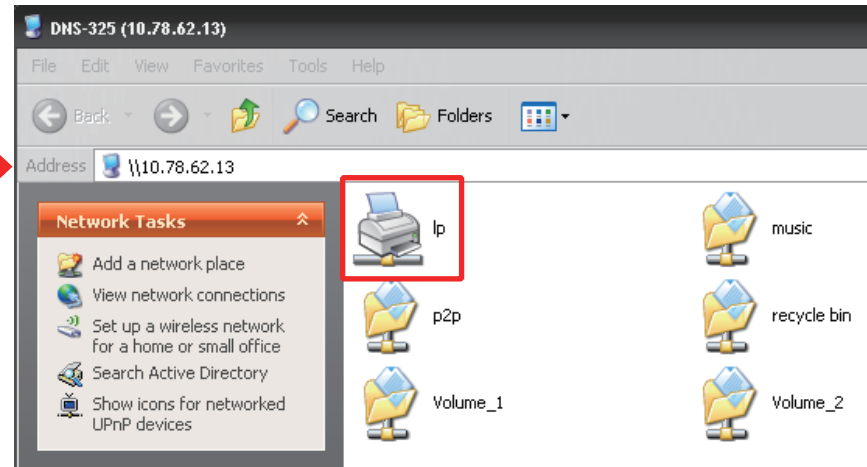 DNS-325 (10.78.62.13)
File Edit View Favorites Tools Help
Back Search Folders
Address \\10.78.62.13
Network Tasks
Add a network place
View network connections
Set up a wireless network
for a home or small office
Search Active Directory
Show icons for networked
UPnP devices
lp music
p2p recycle bin
Volume_1 Volume_2